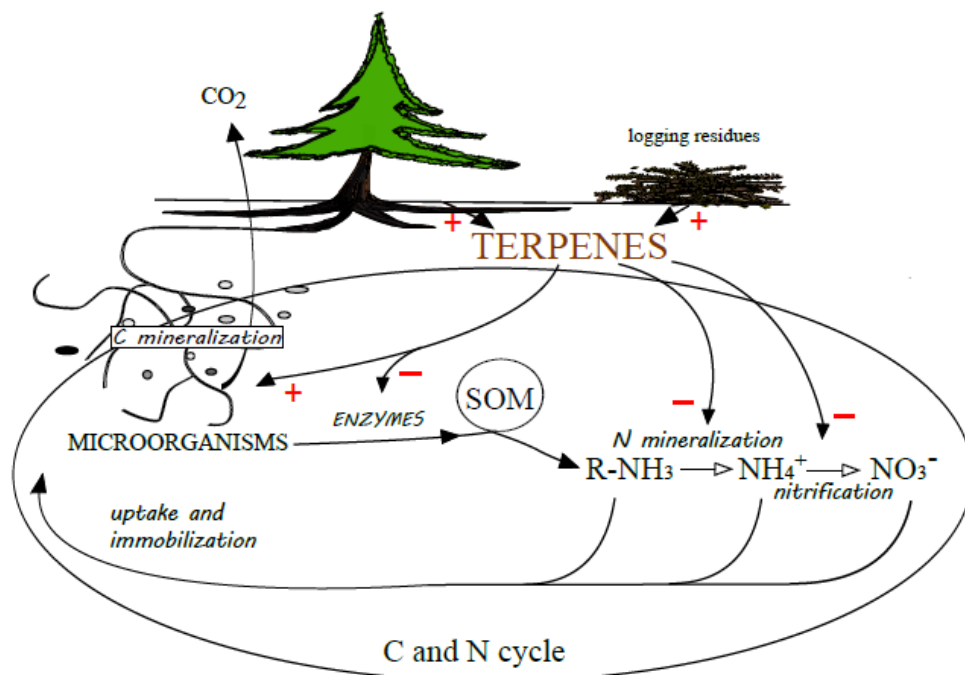 CO2
logging residues
+
+
TERPENES
C mineralization
+
−
SOM
−
−
ENZYMES
MICROORGANISMS
N mineralization
R-NH3
NH4+
NO3-
nitrification
uptake and
immobilization
C and N cycle